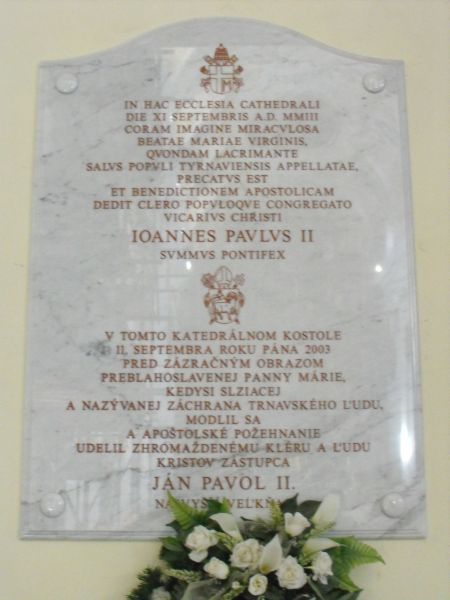 IN HAC ECCLESIA CATHEDRALI
DIE XI SEPTEMBRIS A.D. MMIII
CORAM IMAGINE MIRACVLOSA
BEATAE MARIAE VIRGINIS,
QVONDAM LACRIMANTE
SALVS POPVLI TYRNAVIENSIS APPELLATAE,
PRECATVS EST
ET BENEDICTIONEM APOSTOLICAM
DEDIT CLERO POPVLOQVE CONGREGATO
VICARIVS CHRISTI
IOANNES PAVLVS II
SVMMVS PONTIFEX
V TOMTO KATEDRÁLNOM KOSTOLE
11. SEPTEMBRA ROKU PÁNA 2003
PRED ZÁZRAČNÝM OBRAZOM
PREBLAHOSLAVENEJ PANNY MÁRIE,
KEDYSI SLZIACEJ
A NAZÝVANEJ ZÁCHRANA TRNAVSKÉHO ĽUDU,
MODLIL SA
A APOŠTOLSKÉ POŽEHNANIE
UDELIL ZHROMAŽDENÉMU KLÉRU A ĽUDU
KRISTOV ZÁSTUPCA
JÁN PAVOL II.